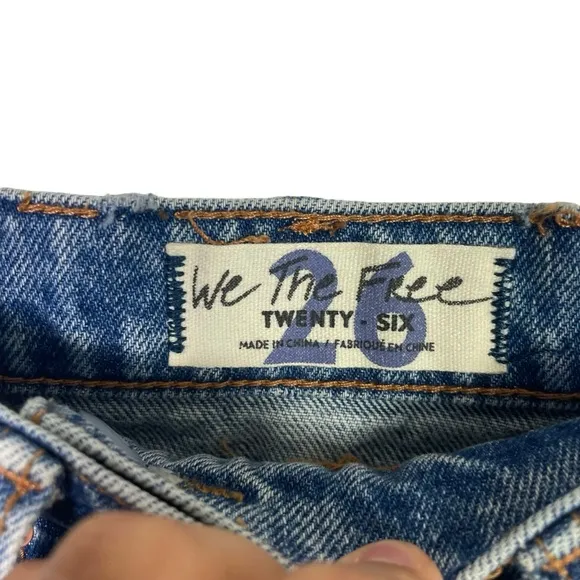 26
We The Free
TWENTY - SIX
MADE IN CHINA / FABRIQUÉ EN CHINE